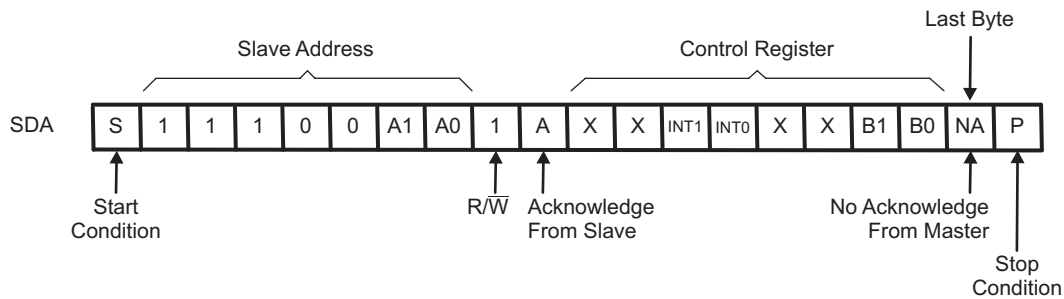 Last Byte
Slave Address
Control Register
SDA
S 1 1 1 0 0 A1 A0 1 A X X INT1 INT0 X X B1 B0 NA P
Start
Condition
R/W̅
Acknowledge
From Slave
No Acknowledge
From Master
Stop
Condition